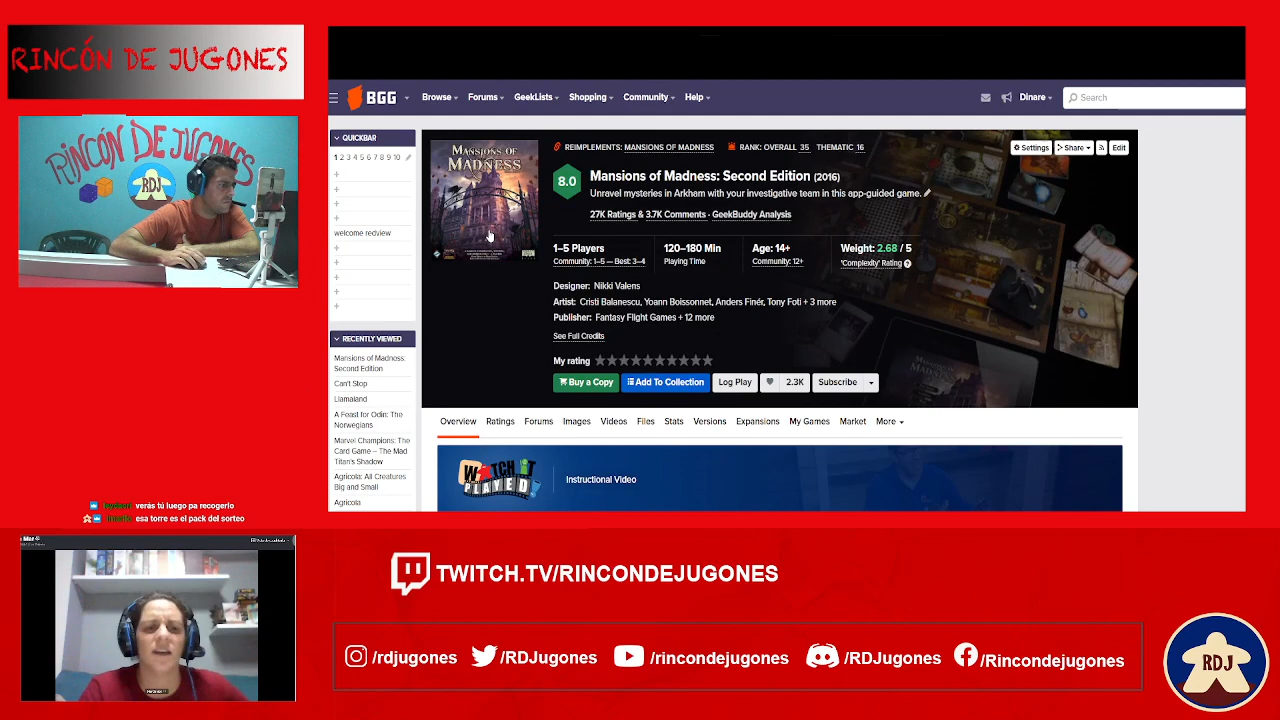 RINCÓN DE JUGONES
RINCÓN DE JUGONES
RDJ
BGG
Browse
Forums
GeekLists
Shopping
Community
Help
Dinare
Search
QUICKBAR
1 2 3 4 5 6 7 8 9 10
welcome redview
RECENTLY VIEWED
Mansions of Madness:
Second Edition
Can't Stop
Llamaland
A Feast for Odin: The
Norwegians
Marvel Champions: The
Card Game – The Mad
Titan's Shadow
Agricola: All Creatures
Big and Small
Agricola
MANSIONS OF
MADNESS
REIMPLEMENTS: MANSIONS OF MADNESS
RANK: OVERALL 35 THEMATIC 16
Settings
Share
Edit
8.0
Mansions of Madness: Second Edition (2016)
Unravel mysteries in Arkham with your investigative team in this app-guided game.
27K Ratings & 3.7K Comments · GeekBuddy Analysis
1–5 Players
Community: 1–5 — Best: 3–4
120–180 Min
Playing Time
Age: 14+
Community: 12+
Weight: 2.68 / 5
'Complexity' Rating
Designer: Nikki Valens
Artist: Cristi Balanescu, Yoann Boissonnet, Anders Finér, Tony Foti + 3 more
Publisher: Fantasy Flight Games + 12 more
See Full Credits
My rating
Buy a Copy
Add To Collection
Log Play
2.3K
Subscribe
Overview
Ratings
Forums
Images
Videos
Files
Stats
Versions
Expansions
My Games
Market
More
WATCH IT
PLAYED
Instructional Video
verás tú luego pa recogerlo
esa torre es el pack del sorteo
TWITCH.TV/RINCONDEJUGONES
/rdjugones
/RDJugones
/rincondejugones
/RDJugones
/Rincondejugones
RDJ